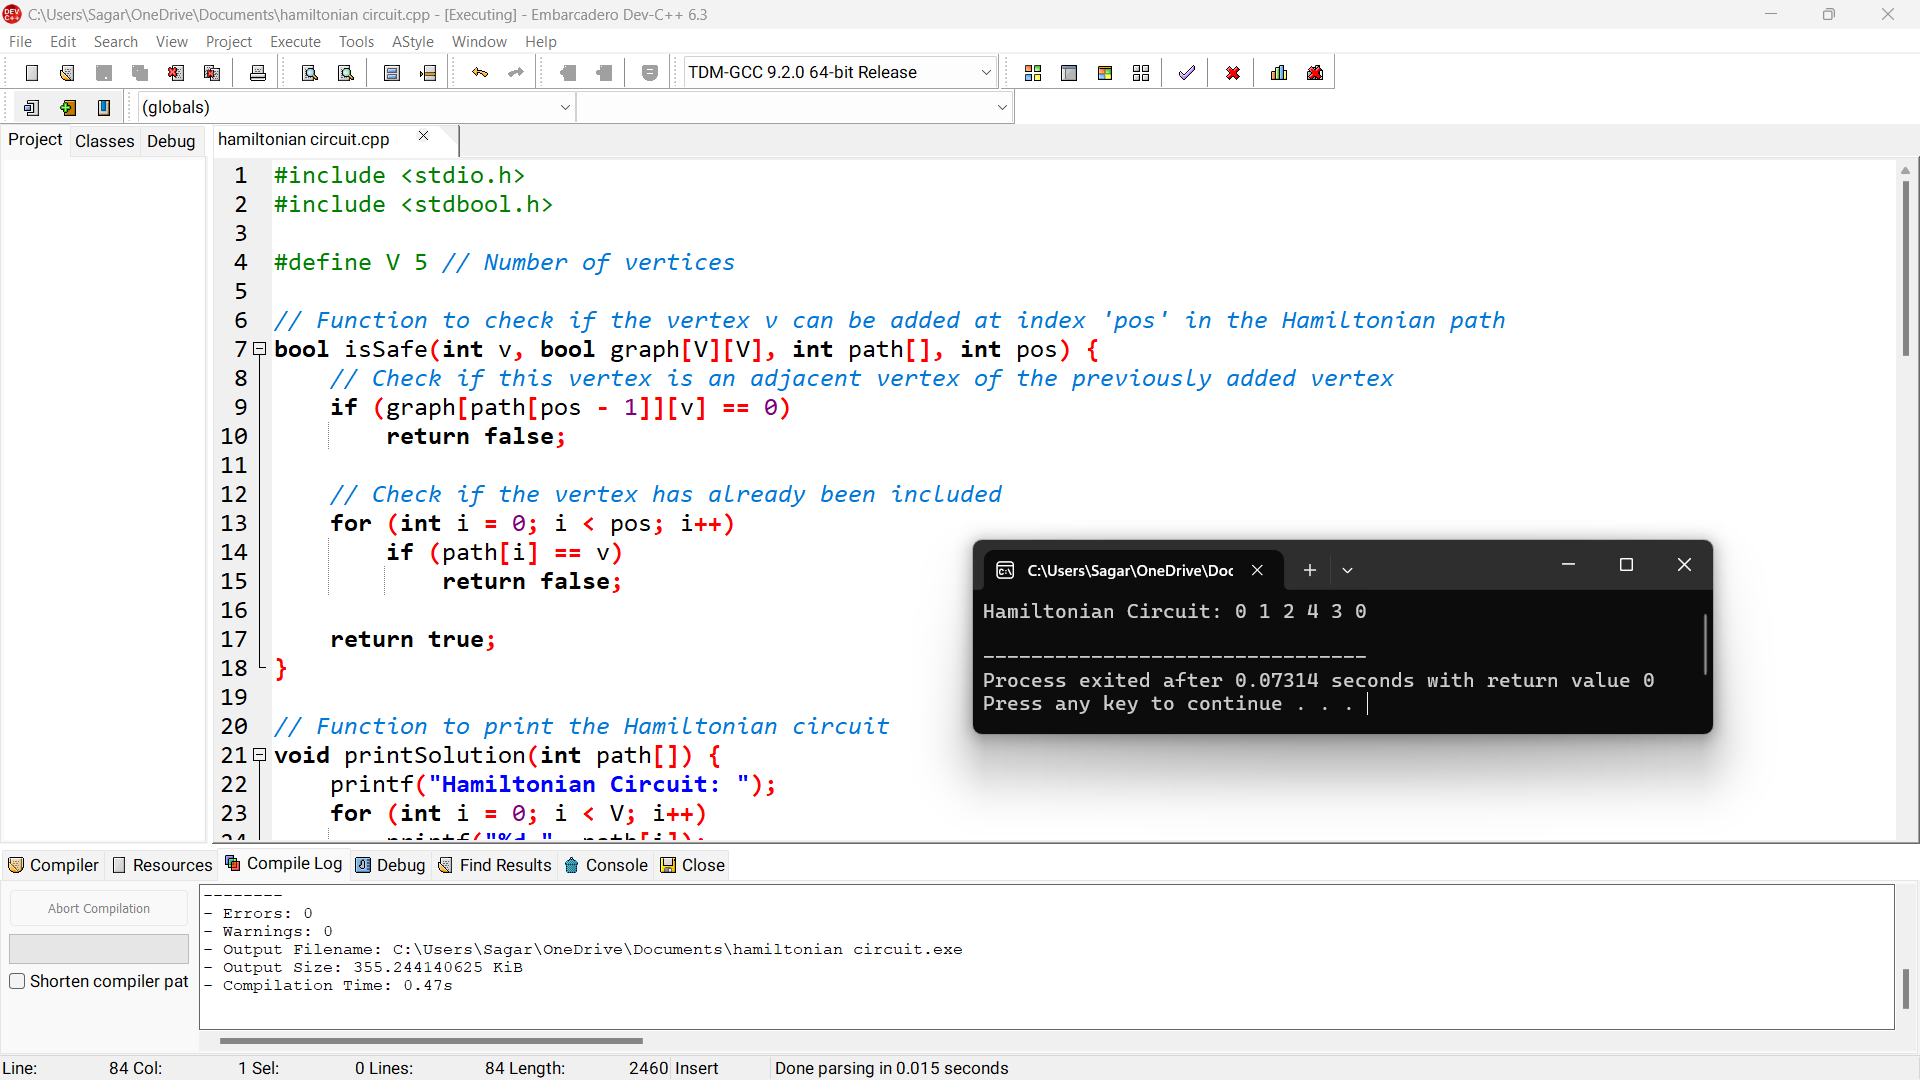 C:\Users\Sagar\OneDrive\Documents\hamiltonian circuit.cpp - [Executing] - Embarcadero Dev-C++ 6.3
File Edit Search View Project Execute Tools AStyle Window Help
TDM-GCC 9.2.0 64-bit Release
(globals)
Project Classes Debug
hamiltonian circuit.cpp
1 #include <stdio.h>
2 #include <stdbool.h>
3
4 #define V 5 // Number of vertices
5
6 // Function to check if the vertex v can be added at index 'pos' in the Hamiltonian path
7 bool isSafe(int v, bool graph[V][V], int path[], int pos) {
8 // Check if this vertex is an adjacent vertex of the previously added vertex
9 if (graph[path[pos - 1]][v] == 0)
10 return false;
11
12 // Check if the vertex has already been included
13 for (int i = 0; i < pos; i++)
14 if (path[i] == v)
15 return false;
16
17 return true;
18 }
19
20 // Function to print the Hamiltonian circuit
21 void printSolution(int path[]) {
22 printf("Hamiltonian Circuit: ");
23 for (int i = 0; i < V; i++)
24 printf("%d ", path[i]);
C:\Users\Sagar\OneDrive\Doc
Hamiltonian Circuit: 0 1 2 4 3 0
--------------------------------
Process exited after 0.07314 seconds with return value 0
Press any key to continue . . .
Compiler Resources Compile Log Debug Find Results Console Close
Abort Compilation
Shorten compiler pat
--------
- Errors: 0
- Warnings: 0
- Output Filename: C:\Users\Sagar\OneDrive\Documents\hamiltonian circuit.exe
- Output Size: 355.244140625 KiB
- Compilation Time: 0.47s
Line: 84 Col: 1 Sel: 0 Lines: 84 Length: 2460 Insert Done parsing in 0.015 seconds